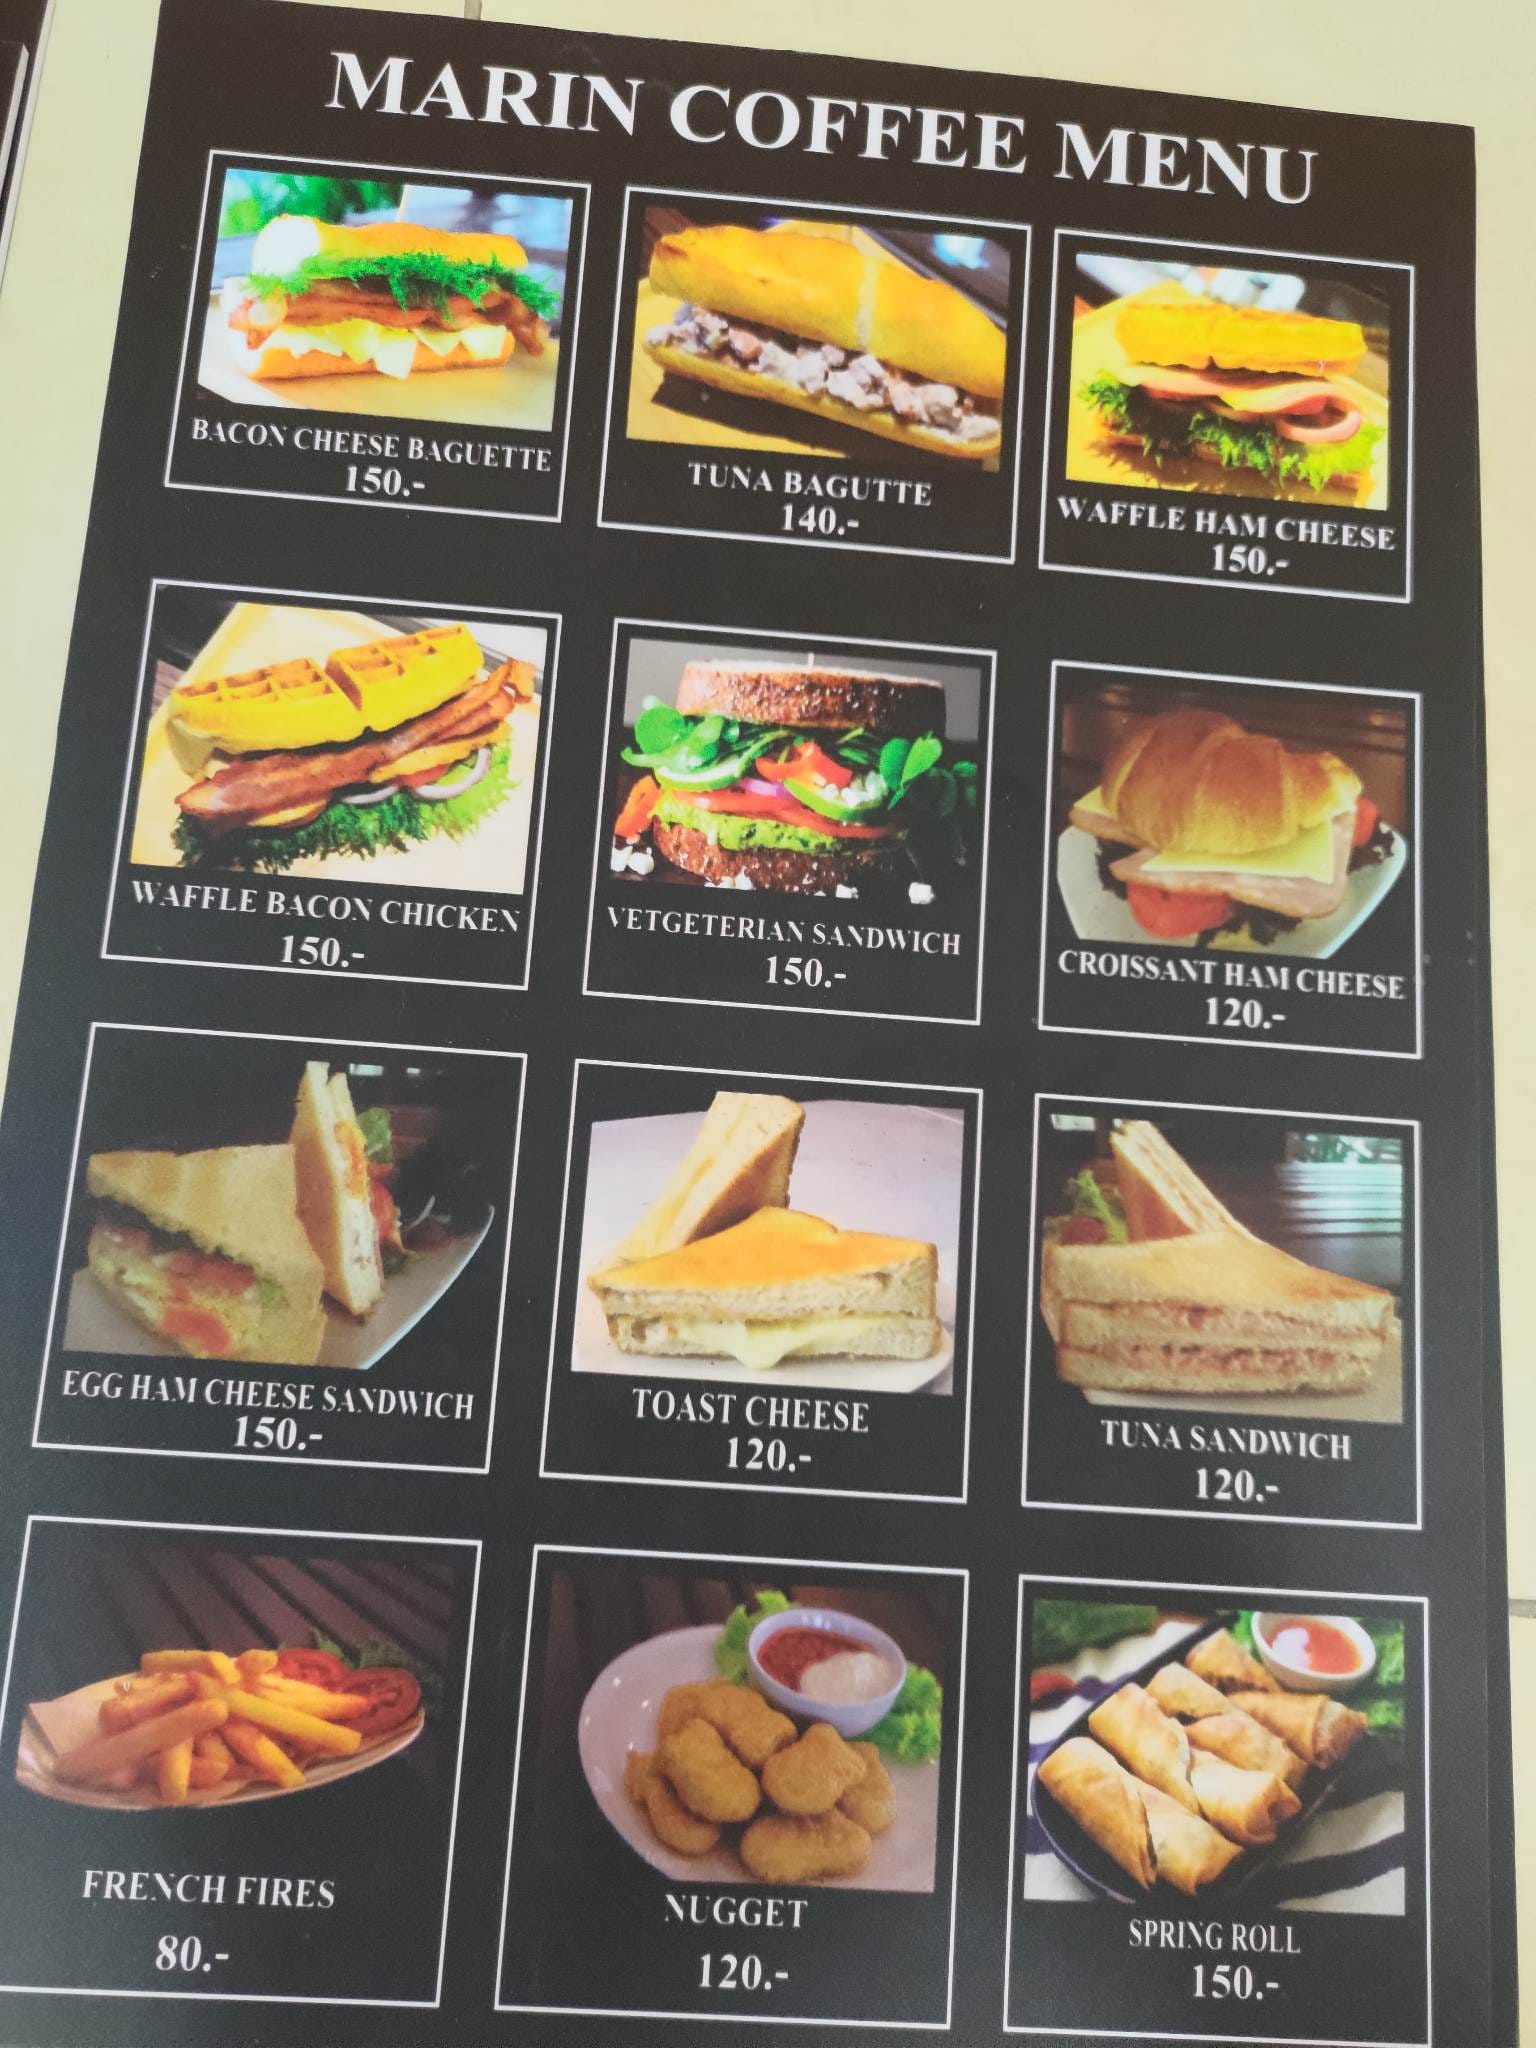 MARIN COFFEE MENU
BACON CHEESE BAGUETTE
150.-
TUNA BAGUTTE
140.-
WAFFLE HAM CHEESE
150.-
WAFFLE BACON CHICKEN
150.-
VETGETERIAN SANDWICH
150.-
CROISSANT HAM CHEESE
120.-
EGG HAM CHEESE SANDWICH
150.-
TOAST CHEESE
120.-
TUNA SANDWICH
120.-
FRENCH FIRES
80.-
NUGGET
120.-
SPRING ROLL
150.-